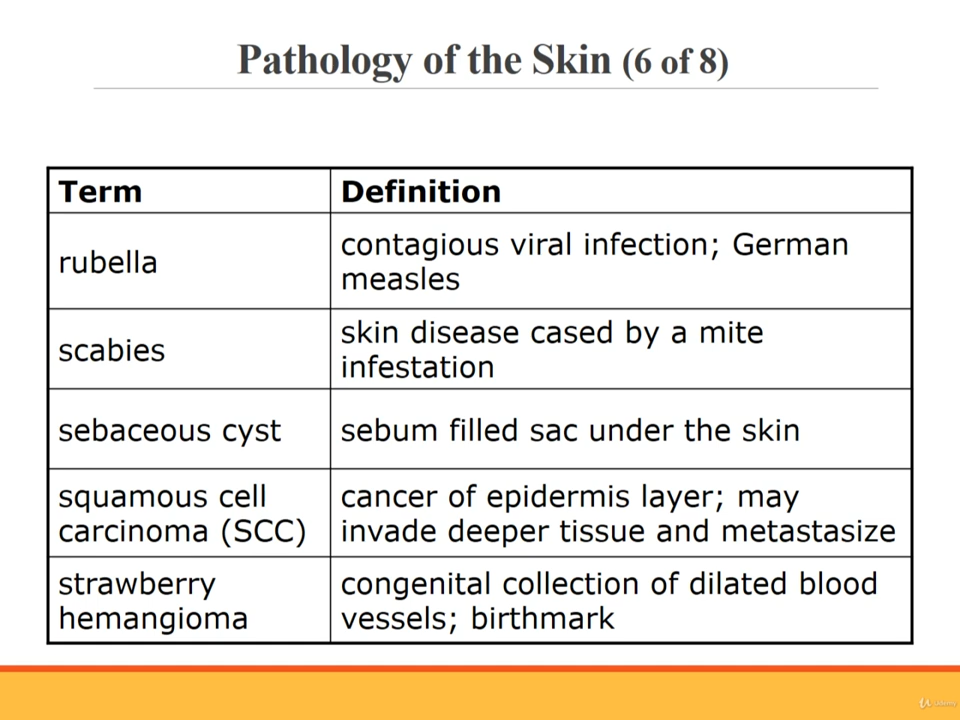 Pathology of the Skin (6 of 8)
Term
Definition
rubella
contagious viral infection; German
measles
scabies
skin disease cased by a mite
infestation
sebaceous cyst
sebum filled sac under the skin
squamous cell
carcinoma (SCC)
cancer of epidermis layer; may
invade deeper tissue and metastasize
strawberry
hemangioma
congenital collection of dilated blood
vessels; birthmark
Udemy